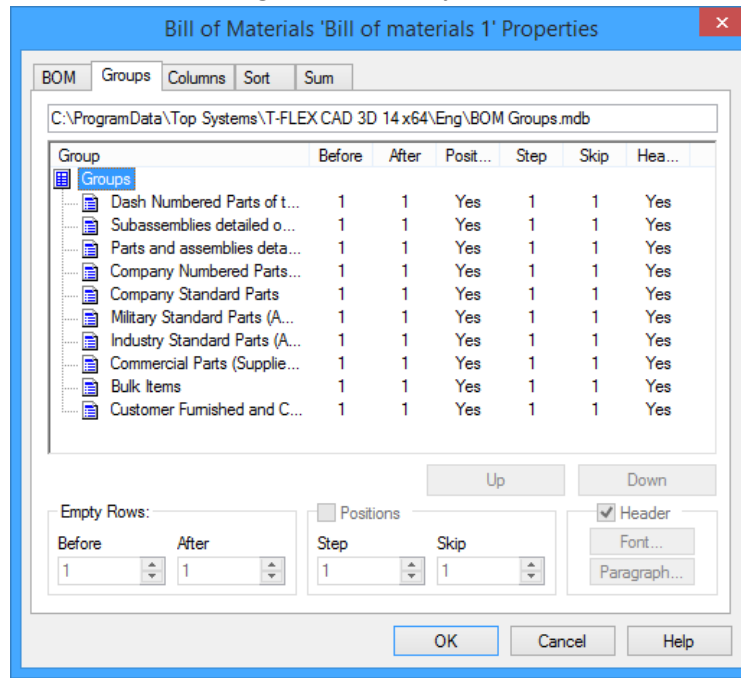 Bill of Materials 'Bill of materials 1' Properties
BOM Groups Columns Sort Sum
C:\ProgramData\Top Systems\T-FLEX CAD 3D 14 x64\Eng\BOM Groups.mdb
Group Before After Posit... Step Skip Hea...
Groups
Dash Numbered Parts of t... 1 1 Yes 1 1 Yes
Subassemblies detailed o... 1 1 Yes 1 1 Yes
Parts and assemblies deta... 1 1 Yes 1 1 Yes
Company Numbered Parts... 1 1 Yes 1 1 Yes
Company Standard Parts 1 1 Yes 1 1 Yes
Military Standard Parts (A... 1 1 Yes 1 1 Yes
Industry Standard Parts (A... 1 1 Yes 1 1 Yes
Commercial Parts (Supplie... 1 1 Yes 1 1 Yes
Bulk Items 1 1 Yes 1 1 Yes
Customer Furnished and C... 1 1 Yes 1 1 Yes
Up Down
Empty Rows: Positions Header
Before After Step Skip Font...
1 1 1 1 Paragraph...
OK Cancel Help